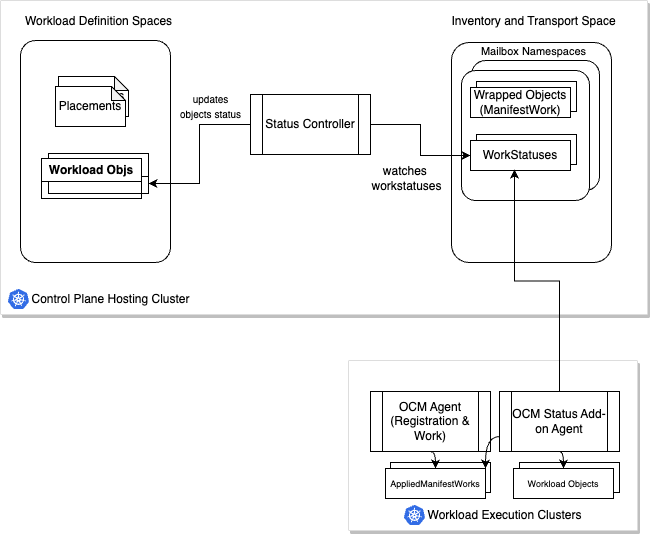 Workload Definition Spaces
Inventory and Transport Space
Mailbox Namespaces
Placements
updates
objects status
Status Controller
Wrapped Objects
(ManifestWork)
Workload Objs
watches
workstatuses
WorkStatuses
Control Plane Hosting Cluster
OCM Agent
(Registration &
Work)
OCM Status Add-
on Agent
AppliedManifestWorks
Workload Objects
Workload Execution Clusters